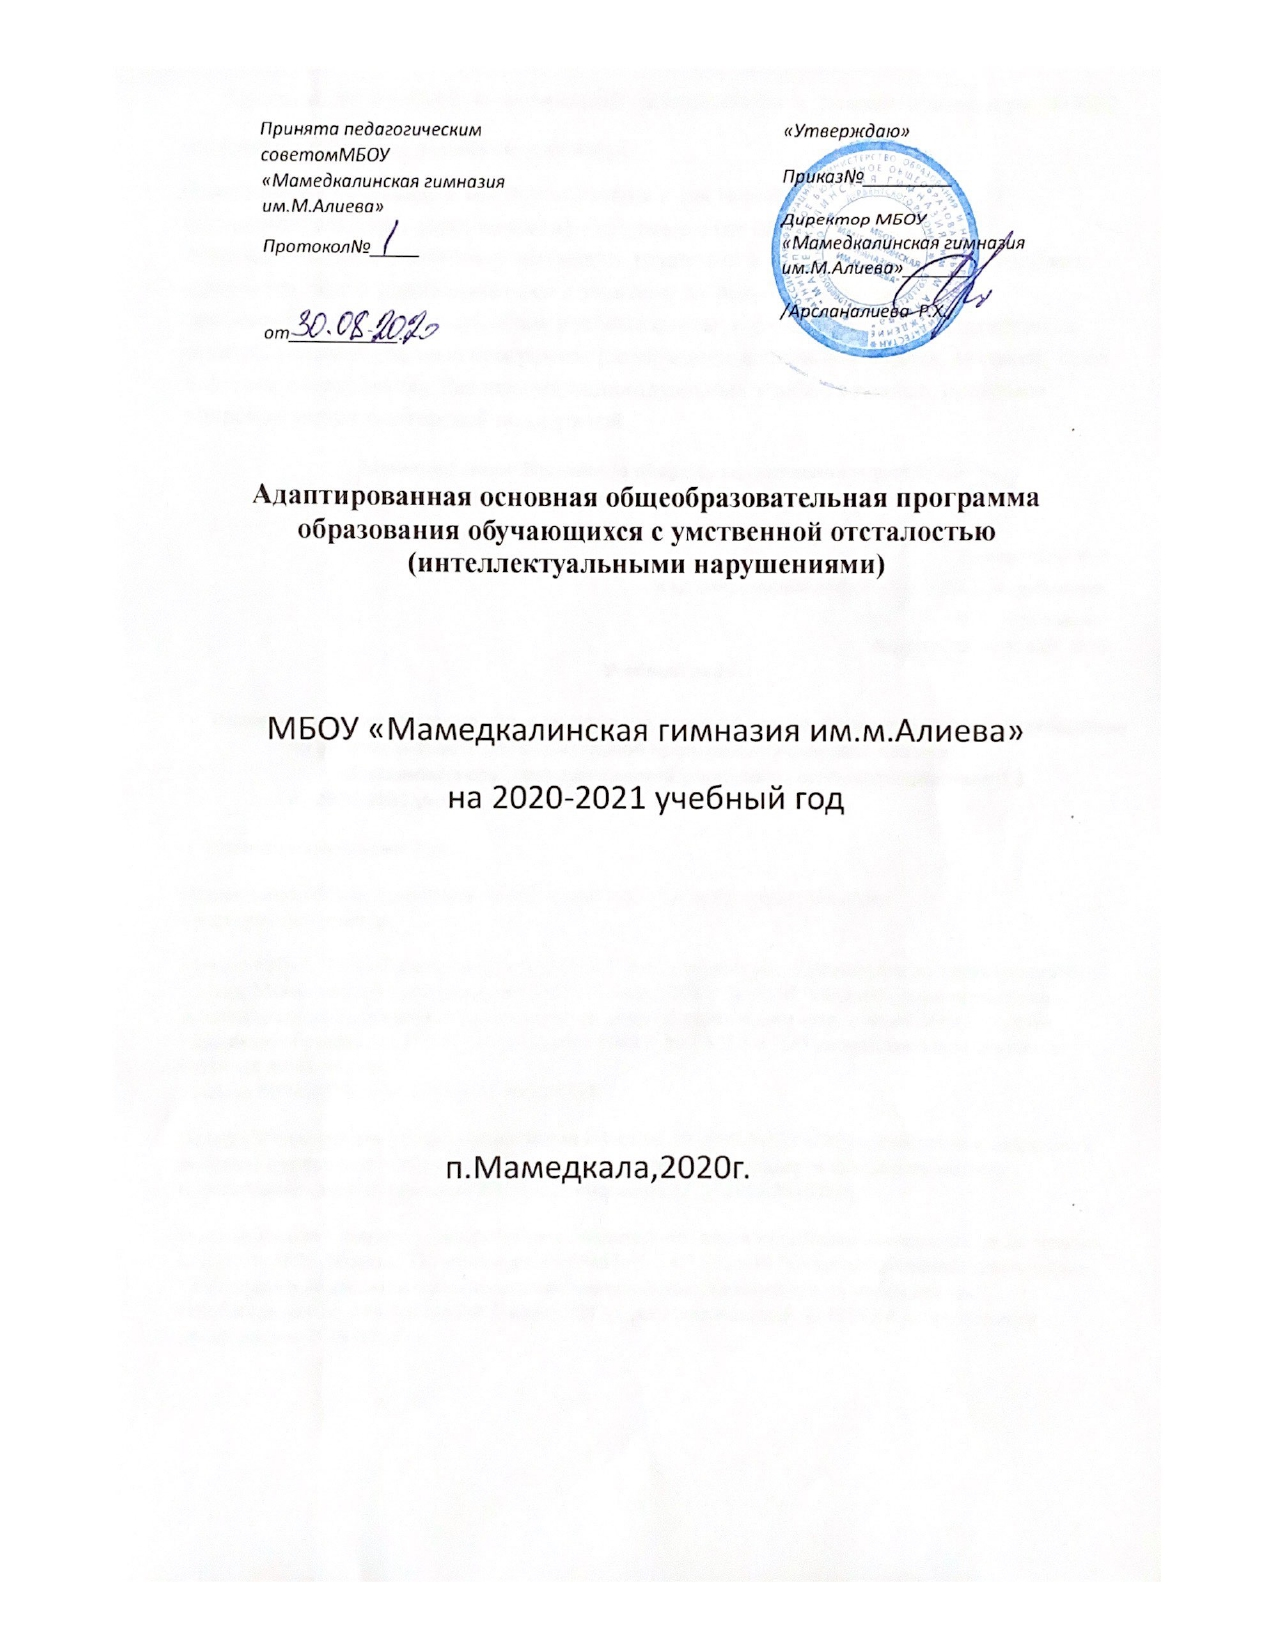 Принята педагогическим
советомМБОУ
«Мамедкалинская гимназия
им.М.Алиева»
Протокол№ 1
от 30.08.2020
«Утверждаю»
Приказ№
Директор МБОУ
«Мамедкалинская гимназия
им.М.Алиева»
/Арсланалиева Р.Х./
Адаптированная основная общеобразовательная программа
образования обучающихся с умственной отсталостью
(интеллектуальными нарушениями)
МБОУ «Мамедкалинская гимназия им.м.Алиева»
на 2020-2021 учебный год
п.Мамедкала,2020г.